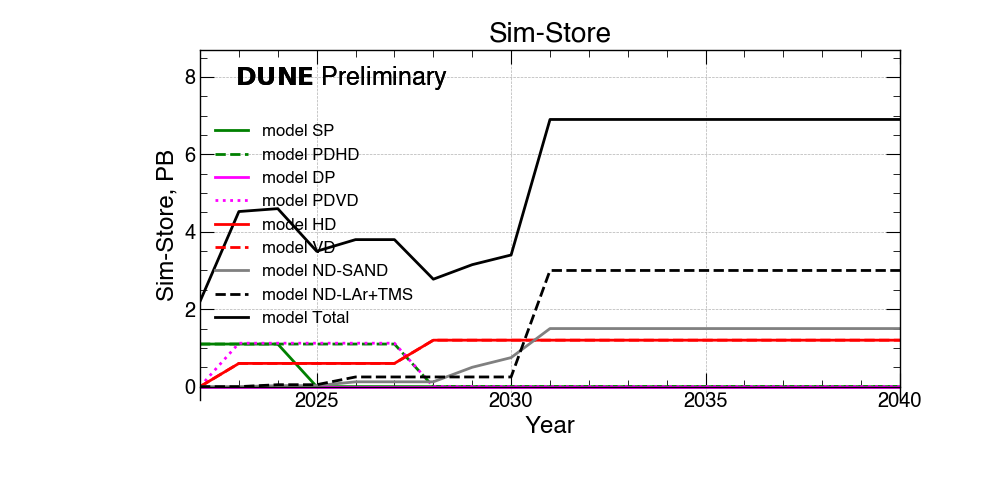 Sim-Store
DUNE Preliminary
8
6
4
2
0
Sim-Store, PB
model SP
model PDHD
model DP
model PDVD
model HD
model VD
model ND-SAND
model ND-LAr+TMS
model Total
2025 2030 2035 2040
Year